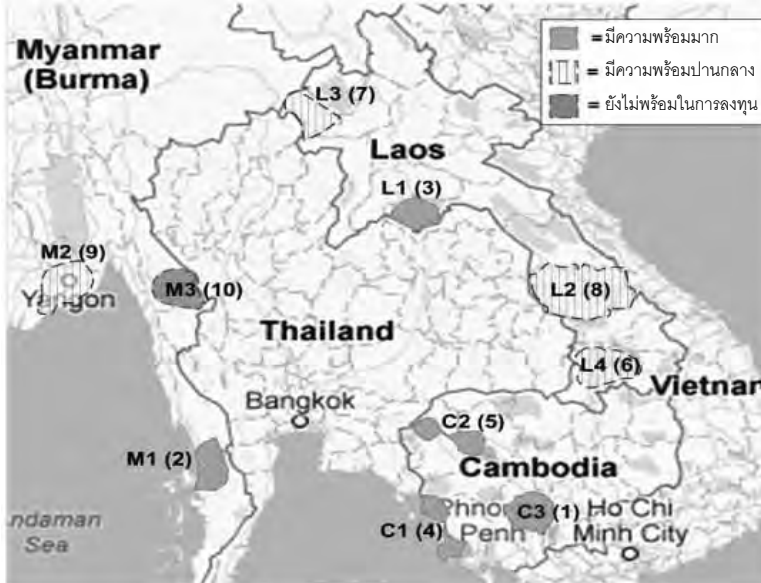 Myanmar
(Burma)
= มีความพร้อมมาก
= มีความพร้อมปานกลาง
= ยังไม่พร้อมในการลงทุน
L3 (7)
Laos
L1 (3)
M2 (9)
Yangon
M3 (10)
L2 (8)
Thailand
L4 (6)
Vietnam
Bangkok
C2 (5)
M1 (2)
Cambodia
ndaman
Sea
Phnom
Penh
C3 (1)
Ho Chi
Minh City
C1 (4)